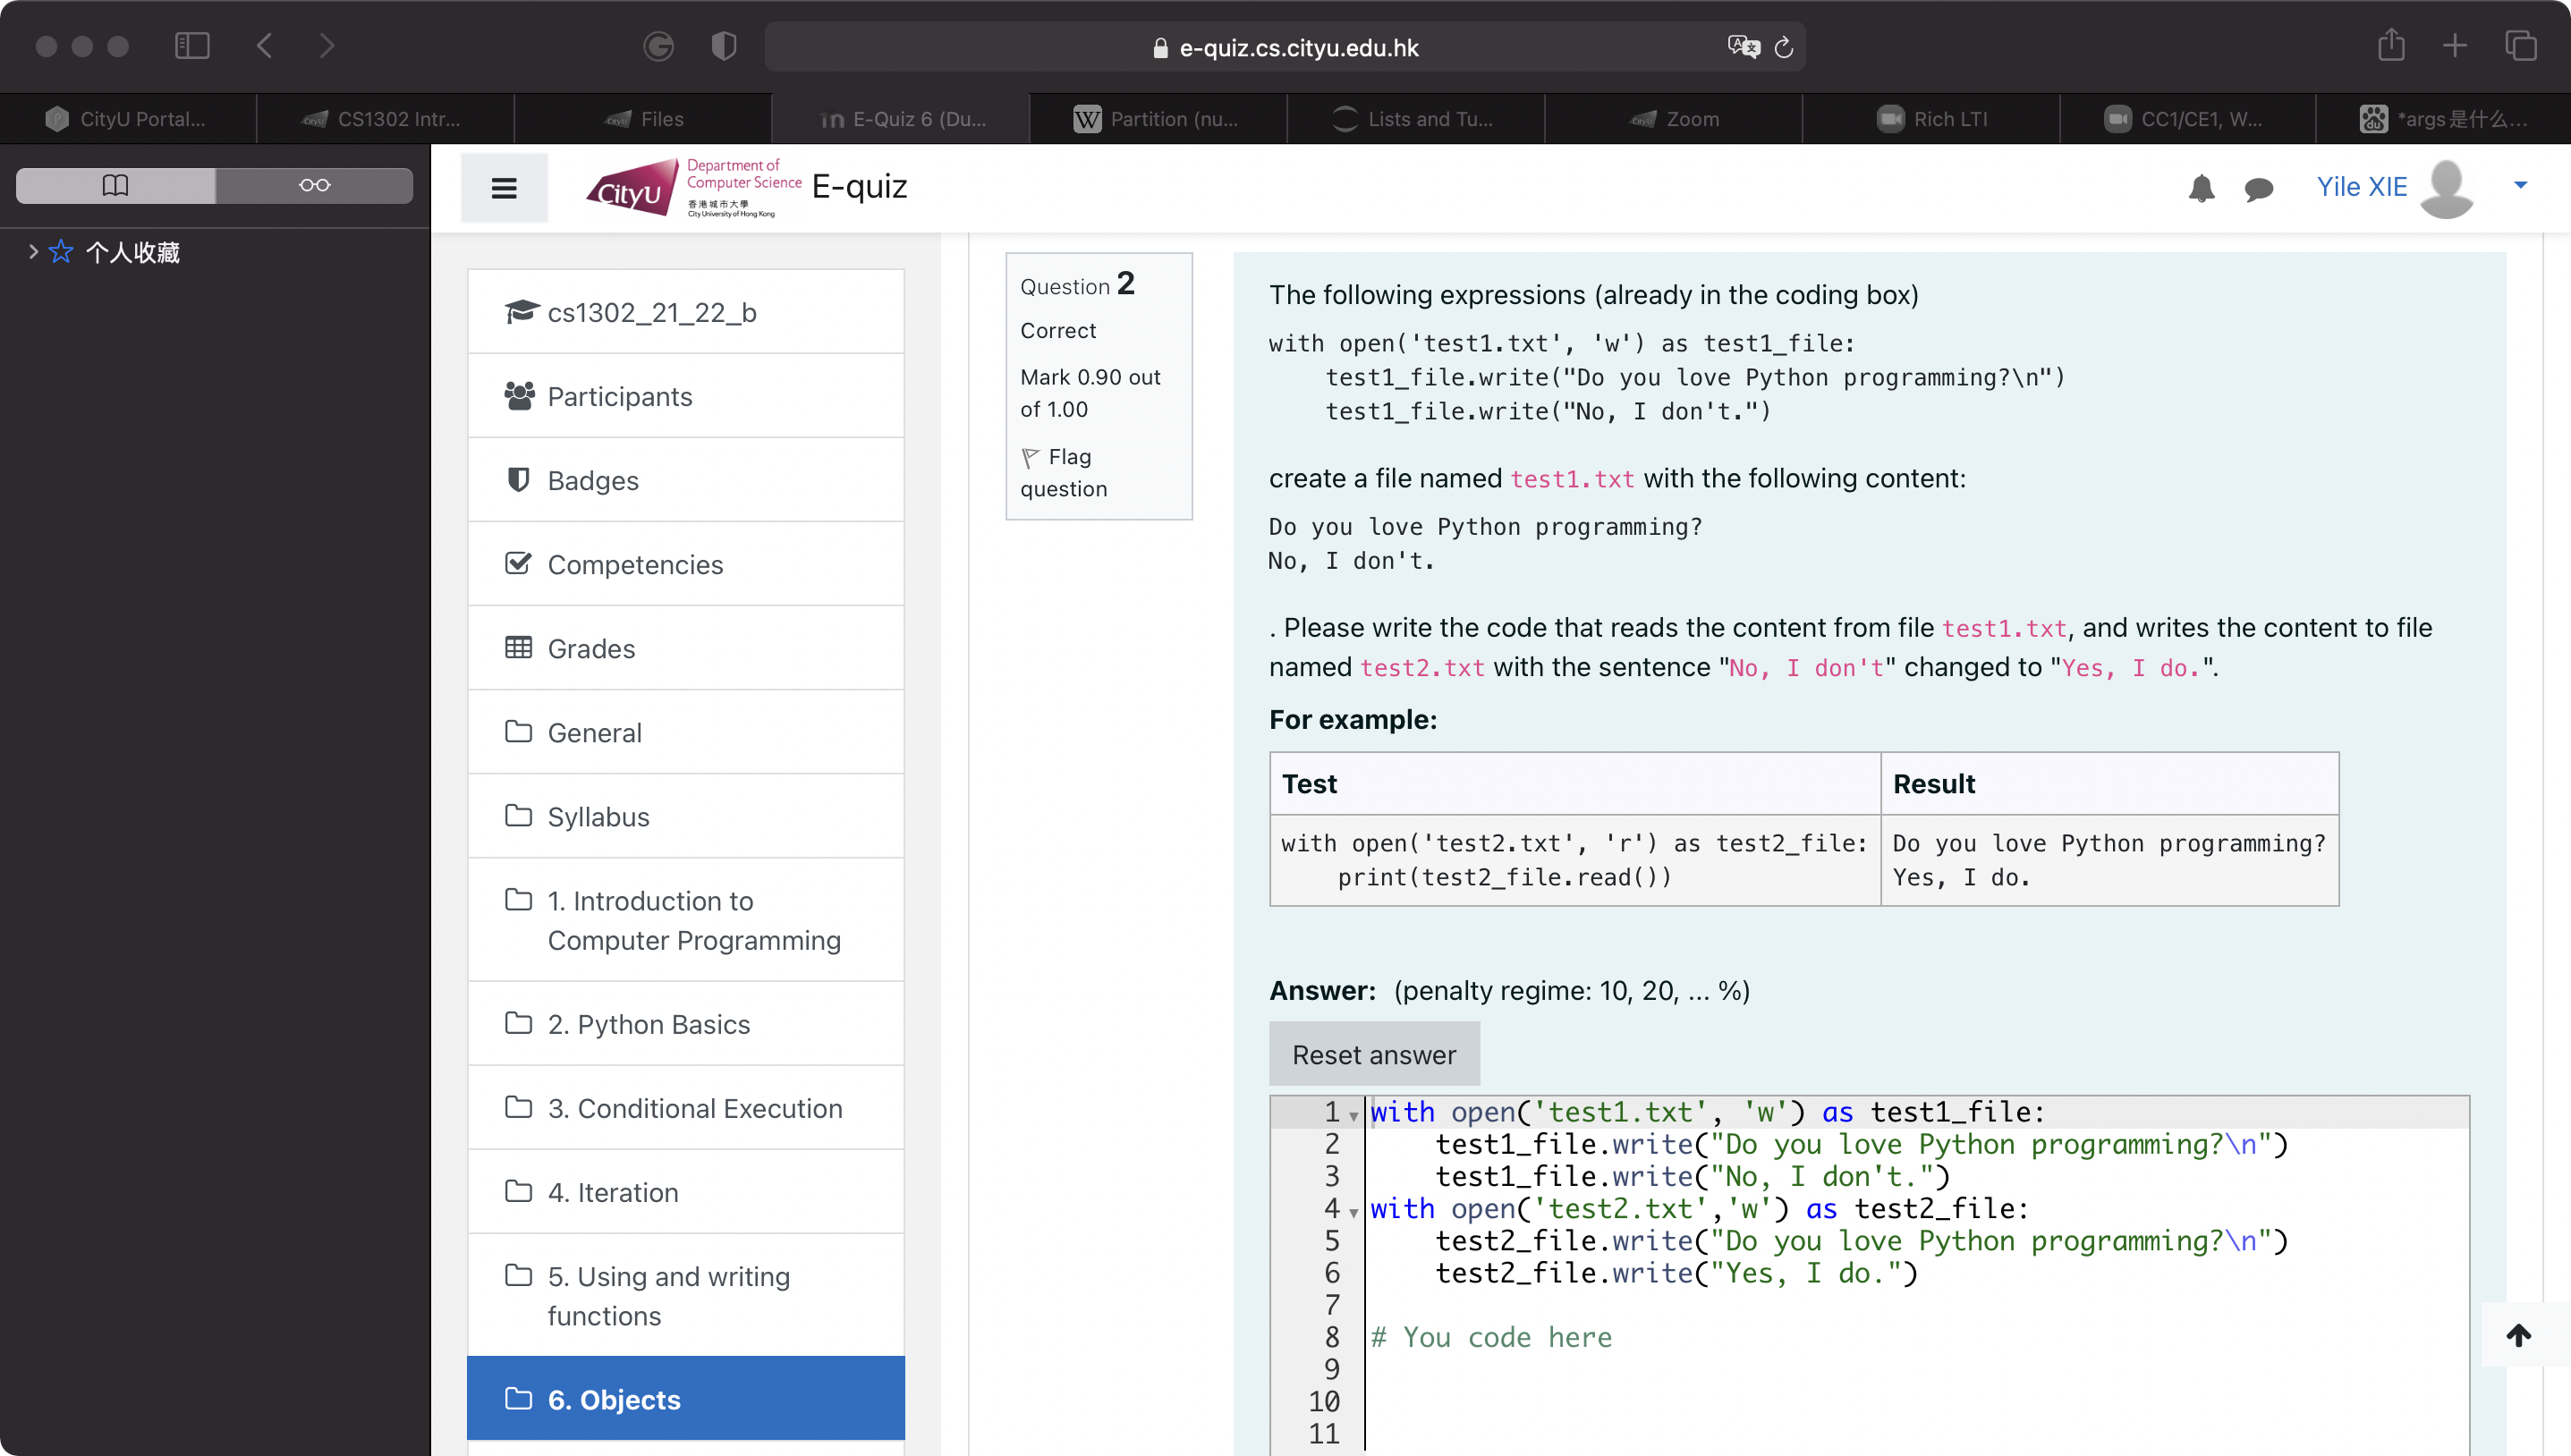 e-quiz.cs.cityu.edu.hk
CityU Portal...
CS1302 Intr...
Files
E-Quiz 6 (Du...
W Partition (nu...
Lists and Tu...
Zoom
Rich LTI
CC1/CE1, W...
*args是什么...
个人收藏
CityU
Department of
Computer Science
香港城市大學
City University of Hong Kong
E-quiz
Yile XIE
cs1302_21_22_b
Participants
Badges
Competencies
Grades
General
Syllabus
1. Introduction to
Computer Programming
2. Python Basics
3. Conditional Execution
4. Iteration
5. Using and writing
functions
6. Objects
Question 2
Correct
Mark 0.90 out
of 1.00
Flag
question
The following expressions (already in the coding box)
with open('test1.txt', 'w') as test1_file:
    test1_file.write("Do you love Python programming?\n")
    test1_file.write("No, I don't.")
create a file named test1.txt with the following content:
Do you love Python programming?
No, I don't.
. Please write the code that reads the content from file test1.txt, and writes the content to file
named test2.txt with the sentence "No, I don't" changed to "Yes, I do.".
For example:
Test Result
with open('test2.txt', 'r') as test2_file: Do you love Python programming?
    print(test2_file.read()) Yes, I do.
Answer: (penalty regime: 10, 20, ... %)
Reset answer
1 with open('test1.txt', 'w') as test1_file:
2     test1_file.write("Do you love Python programming?\n")
3     test1_file.write("No, I don't.")
4 with open('test2.txt','w') as test2_file:
5     test2_file.write("Do you love Python programming?\n")
6     test2_file.write("Yes, I do.")
7
8 # You code here
9
10
11